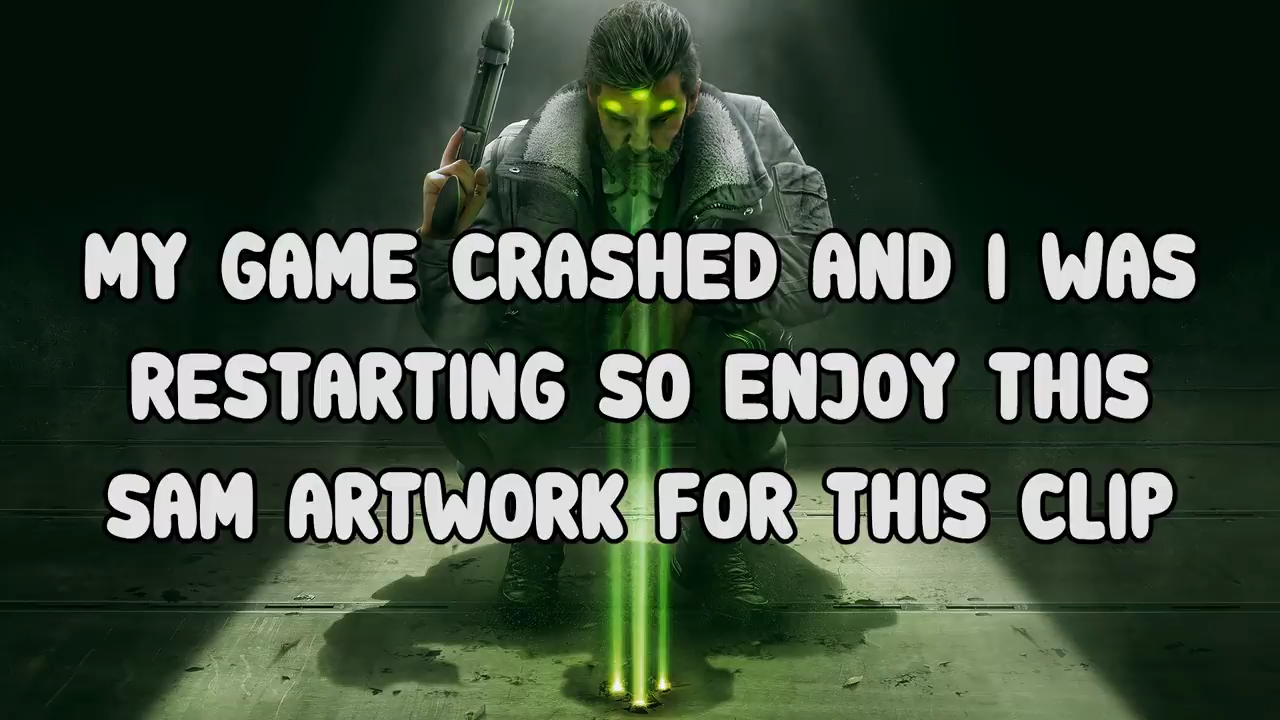 MY GAME CRASHED AND I WAS
RESTARTING SO ENJOY THIS
SAM ARTWORK FOR THIS CLIP